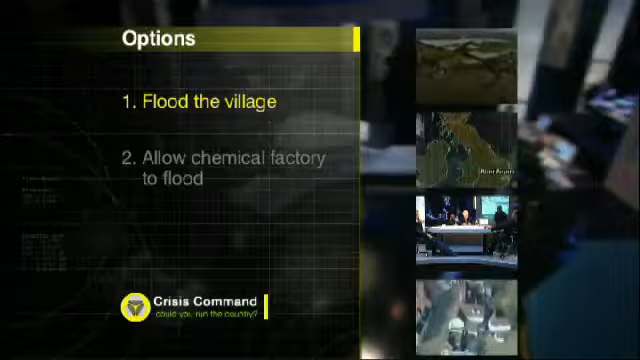 Options
1. Flood the village
2. Allow chemical factory
to flood
Crisis Command
could you run the country?